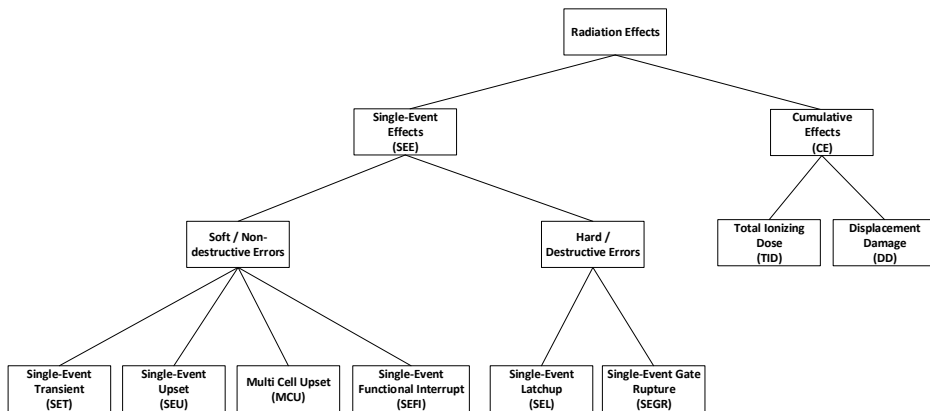 Radiation Effects
Single-Event
Effects
(SEE)
Cumulative
Effects
(CE)
Soft / Non-
destructive Errors
Hard /
Destructive Errors
Total Ionizing
Dose
(TID)
Displacement
Damage
(DD)
Single-Event
Transient
(SET)
Single-Event
Upset
(SEU)
Multi Cell Upset
(MCU)
Single-Event
Functional Interrupt
(SEFI)
Single-Event
Latchup
(SEL)
Single-Event Gate
Rupture
(SEGR)